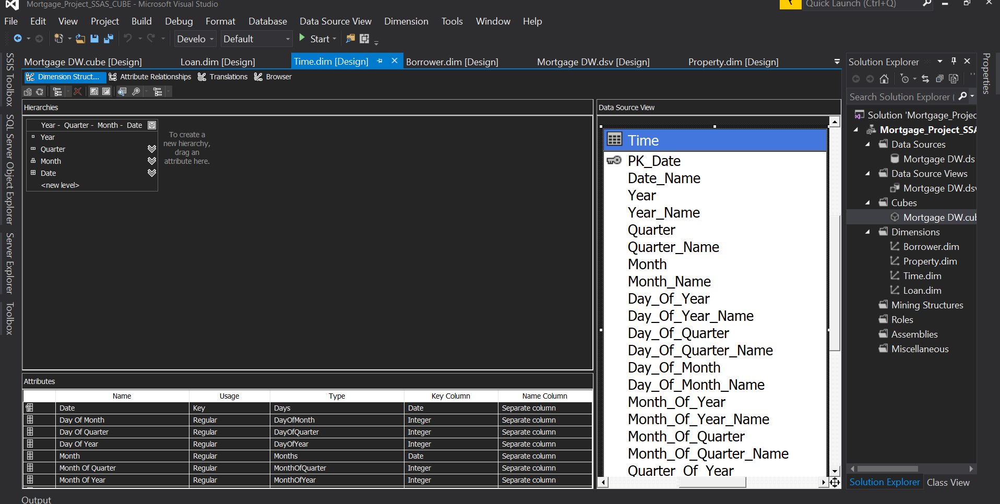 Mortgage_Project_SSAS_CUBE - Microsoft Visual Studio
Quick Launch (Ctrl+Q)
File Edit View Project Build Debug Format Database Data Source View Dimension Tools Window Help
Develo Default Start
Mortgage DW.cube [Design] Loan.dim [Design] Time.dim [Design] Borrower.dim [Design] Mortgage DW.dsv [Design] Property.dim [Design]
Dimension Struct... Attribute Relationships Translations Browser
SSIS Toolbox
SQL Server Object Explorer
Server Explorer
Toolbox
Hierarchies
Year - Quarter - Month - Date
Year
Quarter
Month
Date
<new level>
To create a
new hierarchy,
drag an
attribute here.
Attributes
Name Usage Type Key Column Name Column
Date Key Days Date Separate column
Day Of Month Regular DayOfMonth Integer Separate column
Day Of Quarter Regular DayOfQuarter Integer Separate column
Day Of Year Regular DayOfYear Integer Separate column
Month Regular Months Date Separate column
Month Of Quarter Regular MonthOfQuarter Integer Separate column
Month Of Year Regular MonthOfYear Integer Separate column
Data Source View
Time
PK_Date
Date_Name
Year
Year_Name
Quarter
Quarter_Name
Month
Month_Name
Day_Of_Year
Day_Of_Year_Name
Day_Of_Quarter
Day_Of_Quarter_Name
Day_Of_Month
Day_Of_Month_Name
Month_Of_Year
Month_Of_Year_Name
Month_Of_Quarter
Month_Of_Quarter_Name
Quarter_Of_Year
Solution Explorer
Search Solution Explorer (
Solution 'Mortgage_Projec
Mortgage_Project_SSA
Data Sources
Mortgage DW.ds
Data Source Views
Mortgage DW.dsv
Cubes
Mortgage DW.cub
Dimensions
Borrower.dim
Property.dim
Time.dim
Loan.dim
Mining Structures
Roles
Assemblies
Miscellaneous
Solution Explorer Class View
Properties
Output